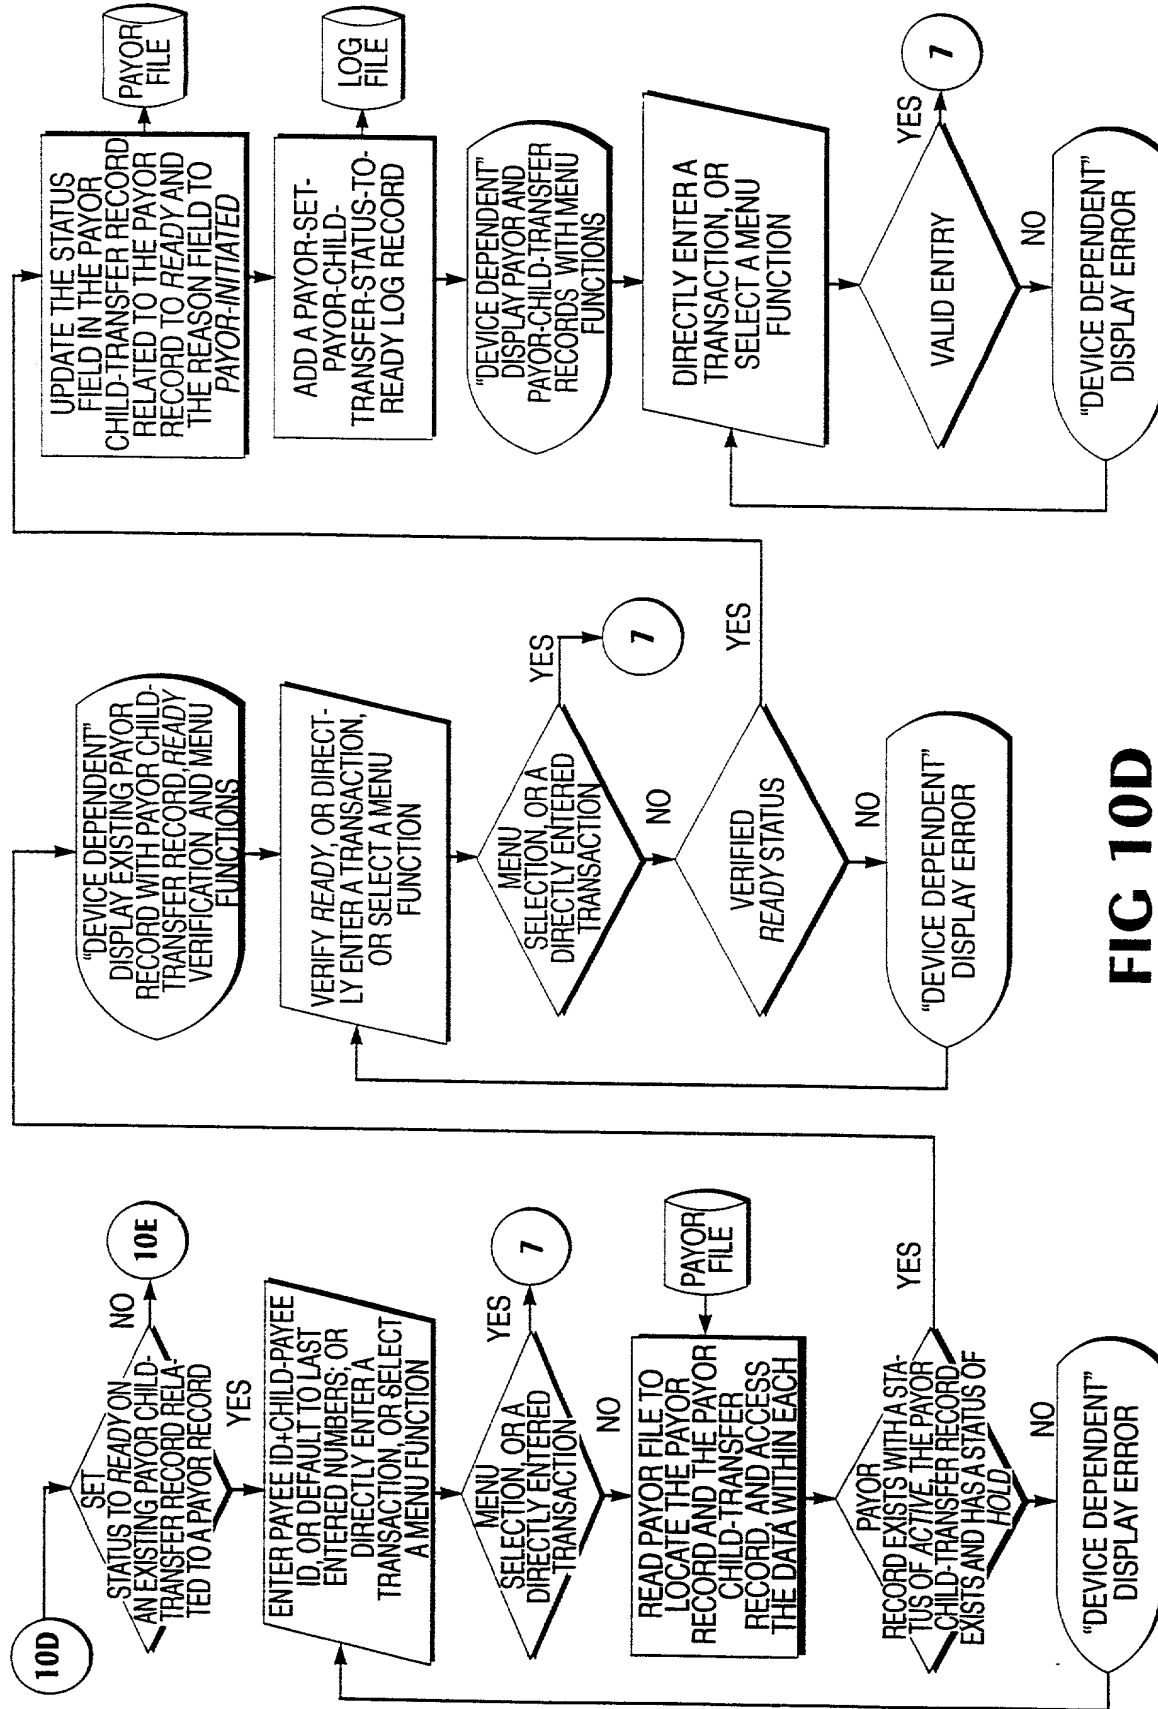 10D
SET
STATUS TO READY ON
AN EXISTING PAYOR CHILD-
TRANSFER RECORD RELA-
TED TO A PAYOR RECORD
NO
10E
YES
ENTER PAYEE ID+CHILD-PAYEE
ID, OR DEFAULT TO LAST
ENTERED NUMBERS; OR
DIRECTLY ENTER A
TRANSACTION, OR SELECT
A MENU FUNCTION
MENU
SELECTION, OR A
DIRECTLY ENTERED
TRANSACTION
YES
7
NO
READ PAYOR FILE TO
LOCATE THE PAYOR
RECORD AND THE PAYOR
CHILD-TRANSFER
RECORD, AND ACCESS
THE DATA WITHIN EACH
PAYOR
FILE
PAYOR
RECORD EXISTS WITH A STA-
TUS OF ACTIVE, THE PAYOR
CHILD-TRANSFER RECORD
EXISTS AND HAS A STATUS OF
HOLD
YES
NO
"DEVICE DEPENDENT"
DISPLAY ERROR
"DEVICE DEPENDENT"
DISPLAY EXISTING PAYOR
RECORD WITH PAYOR CHILD-
TRANSFER RECORD, READY
VERIFICATION AND MENU
FUNCTIONS
VERIFY READY, OR DIRECT-
LY ENTER A TRANSACTION,
OR SELECT A MENU
FUNCTION
MENU
SELECTION, OR A
DIRECTLY ENTERED
TRANSACTION
YES
7
NO
VERIFIED
READY STATUS
YES
NO
"DEVICE DEPENDENT"
DISPLAY ERROR
UPDATE THE STATUS
FIELD IN THE PAYOR
CHILD-TRANSFER RECORD
RELATED TO THE PAYOR
RECORD TO READY AND
THE REASON FIELD TO
PAYOR-INITIATED
PAYOR
FILE
ADD A PAYOR-SET-
PAYOR-CHILD-
TRANSFER-STATUS-TO-
READY LOG RECORD
LOG
FILE
"DEVICE DEPENDENT"
DISPLAY PAYOR AND
PAYOR-CHILD-TRANSFER
RECORDS WITH MENU
FUNCTIONS
DIRECTLY ENTER A
TRANSACTION, OR
SELECT A MENU
FUNCTION
VALID ENTRY
YES
7
NO
"DEVICE DEPENDENT"
DISPLAY ERROR
FIG 10D